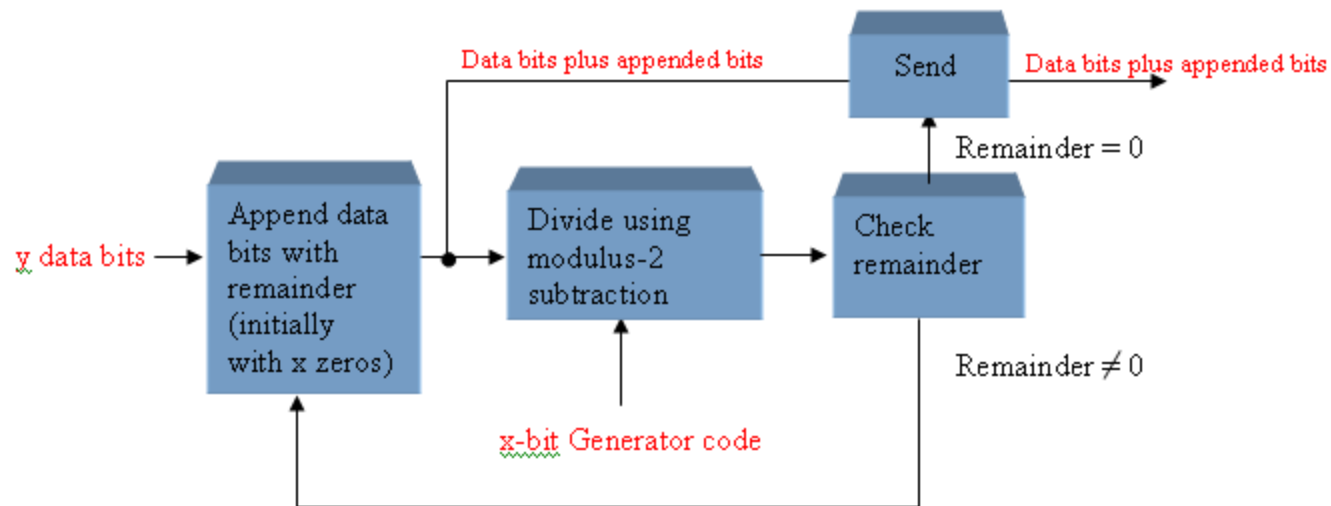 Data bits plus appended bits
Send
Data bits plus appended bits
Remainder = 0
y data bits
Append data
bits with
remainder
(initially
with x zeros)
Divide using
modulus-2
subtraction
Check
remainder
Remainder ≠ 0
x-bit Generator code